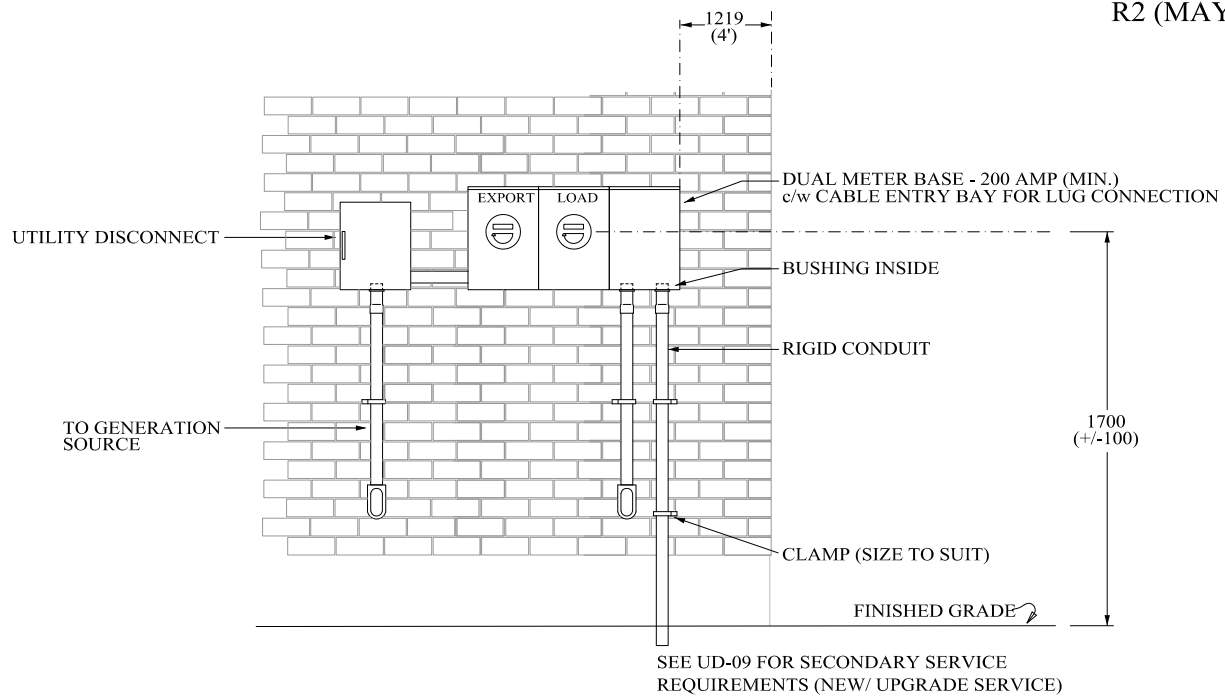 R2 (MAY
1219
(4')
DUAL METER BASE - 200 AMP (MIN.)
c/w CABLE ENTRY BAY FOR LUG CONNECTION
EXPORT
LOAD
UTILITY DISCONNECT
BUSHING INSIDE
RIGID CONDUIT
TO GENERATION
SOURCE
1700
(+/-100)
CLAMP (SIZE TO SUIT)
FINISHED GRADE
SEE UD-09 FOR SECONDARY SERVICE
REQUIREMENTS (NEW/ UPGRADE SERVICE)